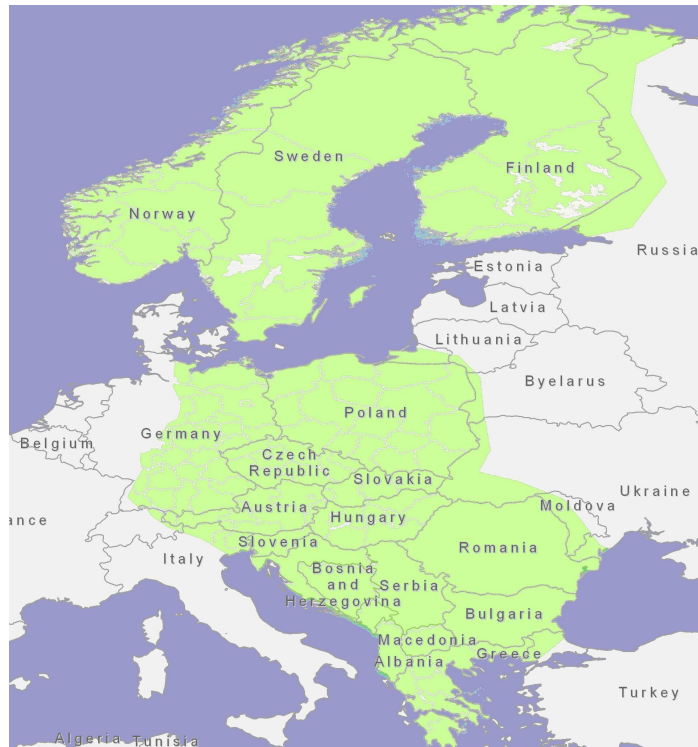 Sweden
Finland
Norway
Russia
Estonia
Latvia
Lithuania
Byelarus
Poland
Germany
Belgium
Czech
Republic
Slovakia
Ukraine
Moldova
Austria
Hungary
ance
Slovenia
Romania
Italy
Bosnia
and
Herzegovina
Serbia
Bulgaria
Macedonia
Greece
Albania
Turkey
Algeria
Tunisia